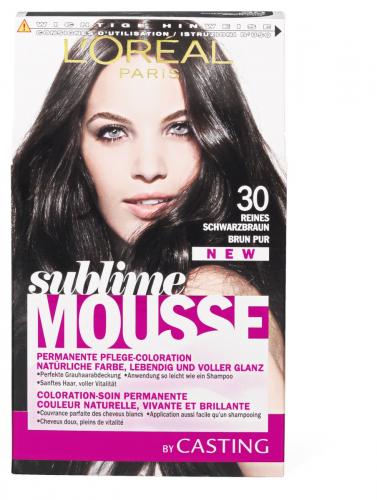 WICHTIGE HINWEISE
CONSIGNES D'UTILISATION / ISTRUZIONI D'USO
L'ORÉAL
PARIS
30
REINES
SCHWARZBRAUN
BRUN PUR
NEW
sublime
MOUSSE
PERMANENTE PFLEGE-COLORATION
NATÜRLICHE FARBE, LEBENDIG UND VOLLER GLANZ
•Perfekte Grauhaarabdeckung •Anwendung so leicht wie ein Shampoo
•Sanftes Haar, voller Vitalität
COLORATION-SOIN PERMANENTE
COULEUR NATURELLE, VIVANTE ET BRILLANTE
•Couvrance parfaite des cheveux blancs •Application aussi facile qu'un shampooing
•Cheveux doux, pleins de vitalité
BY CASTING